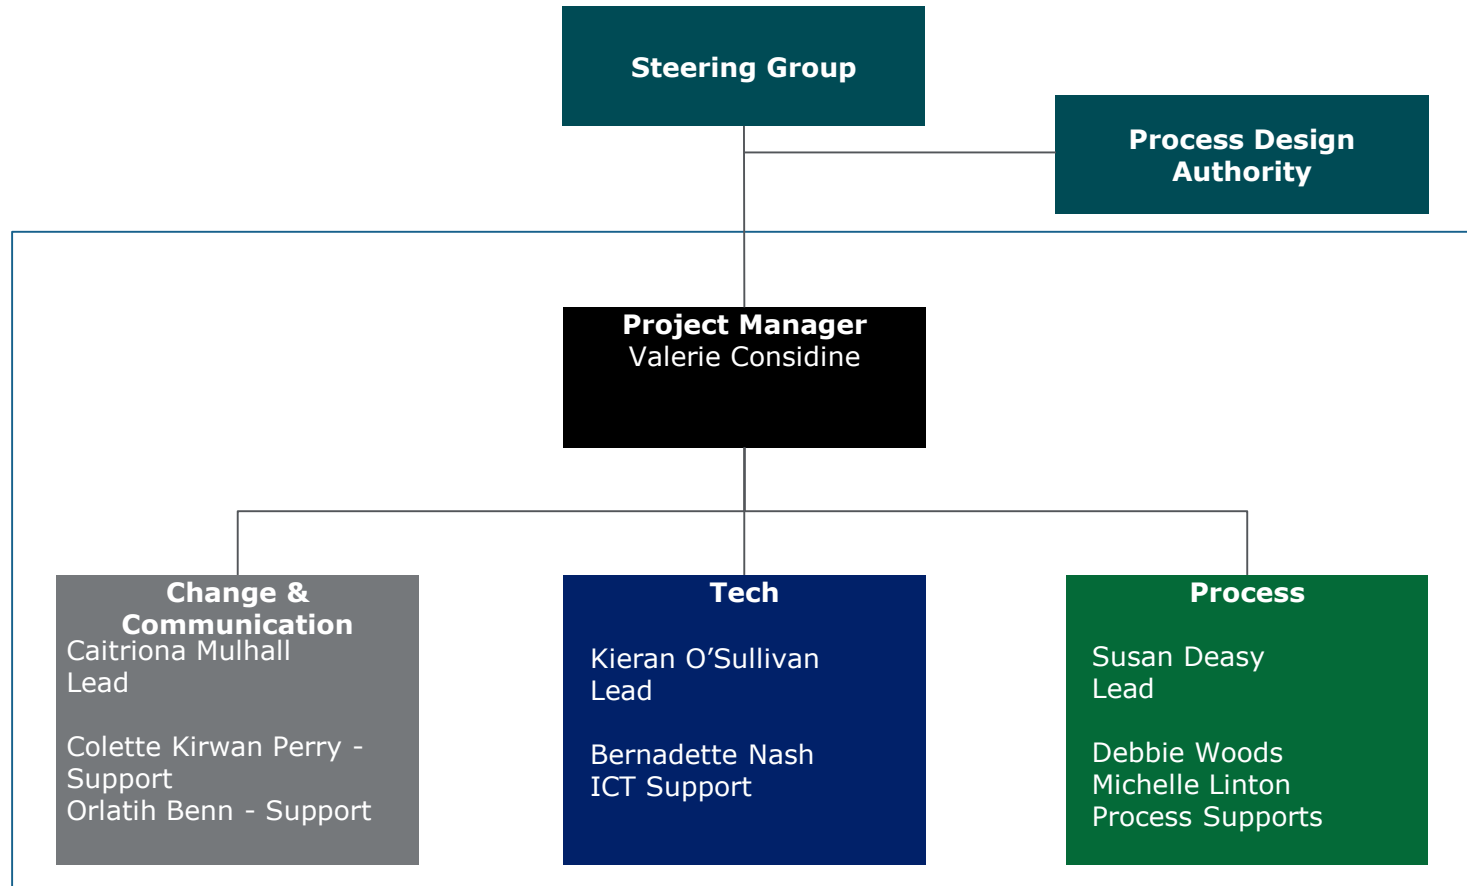 Steering Group
Process Design
Authority
Project Manager
Valerie Considine
Change &
Communication
Caitriona Mulhall
Lead
Colette Kirwan Perry -
Support
Orlatih Benn - Support
Tech
Kieran O’Sullivan
Lead
Bernadette Nash
ICT Support
Process
Susan Deasy
Lead
Debbie Woods
Michelle Linton
Process Supports